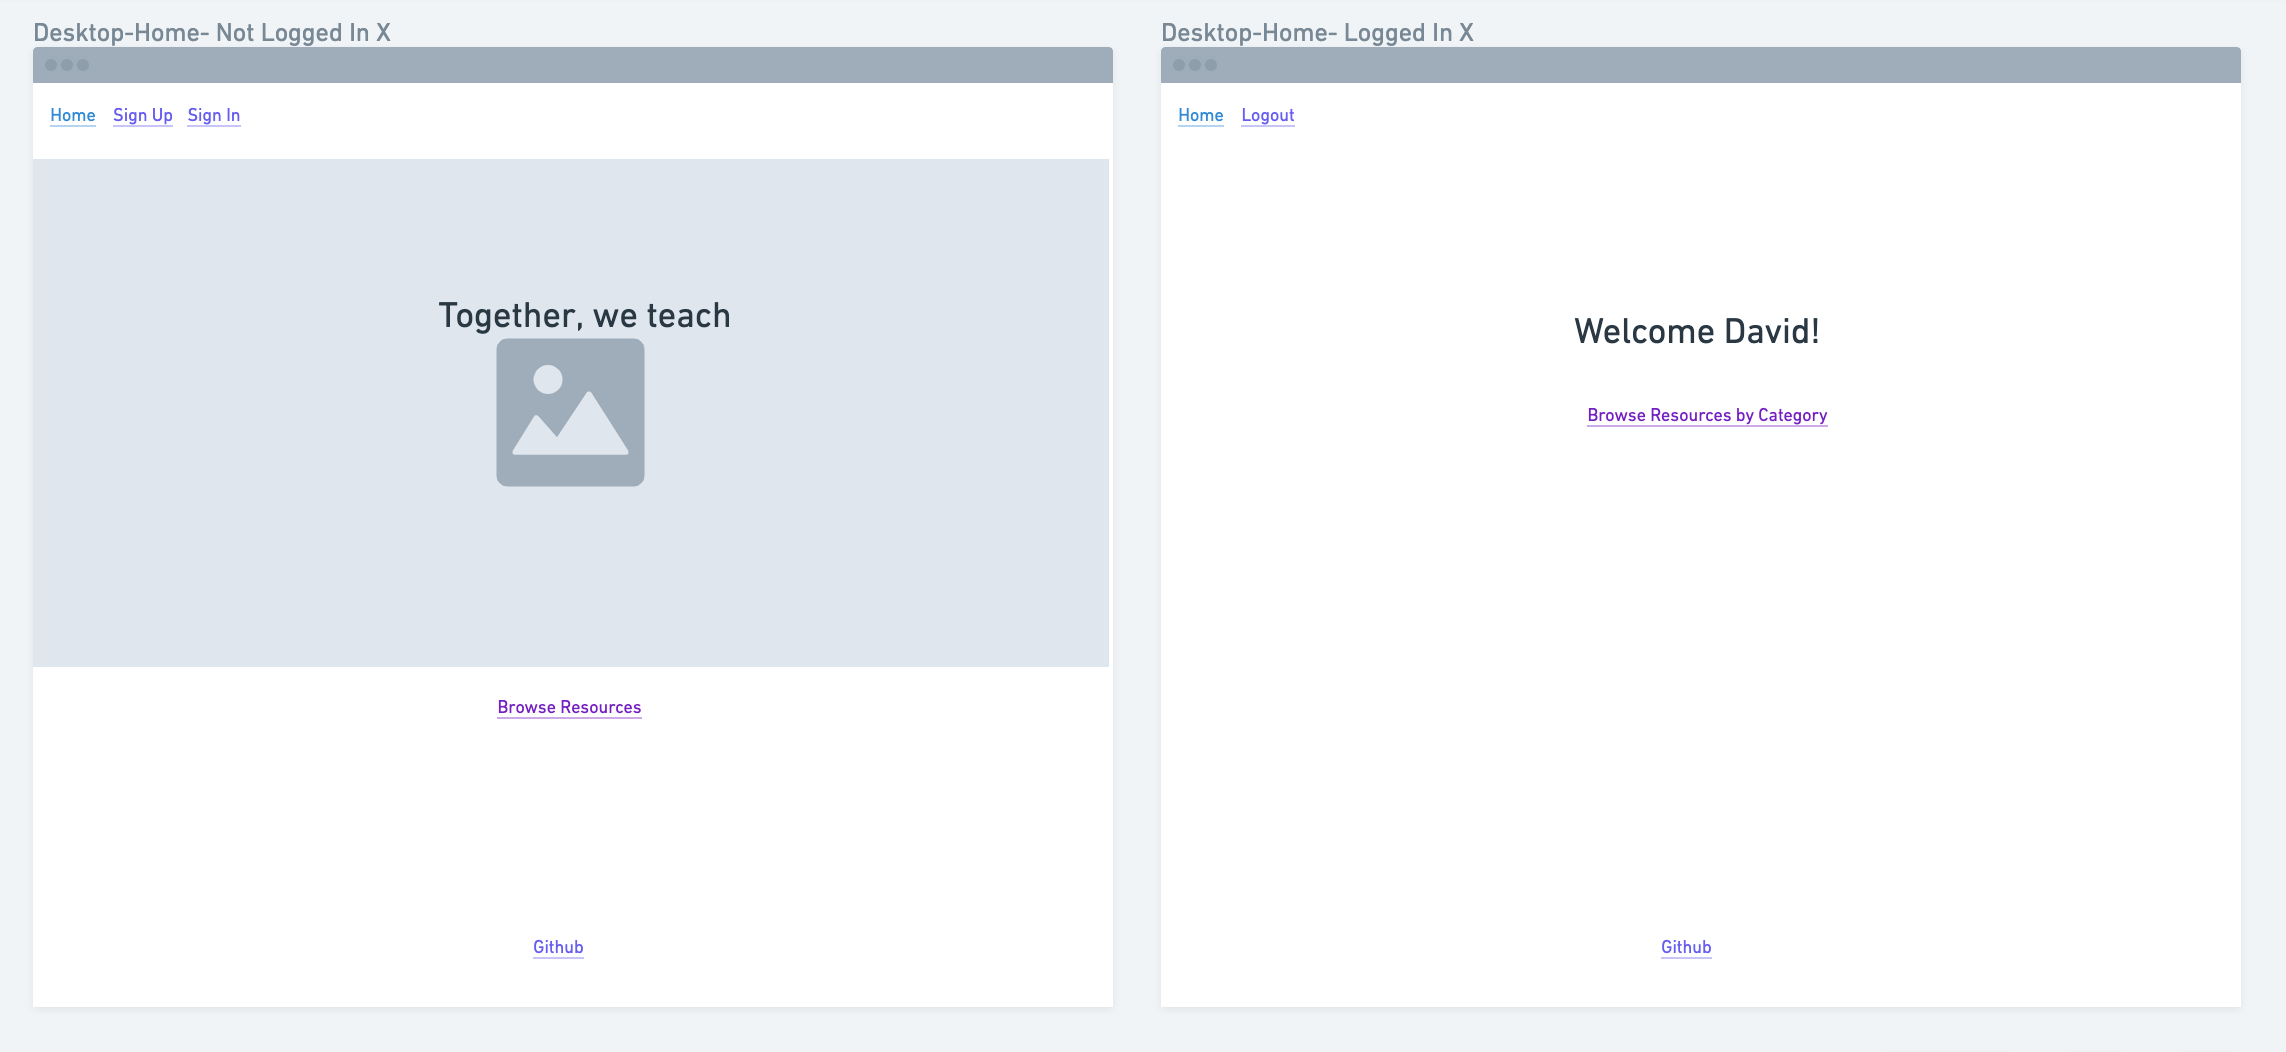 Desktop-Home- Not Logged In X
Home Sign Up Sign In
Together, we teach
Browse Resources
Github
Desktop-Home- Logged In X
Home Logout
Welcome David!
Browse Resources by Category
Github